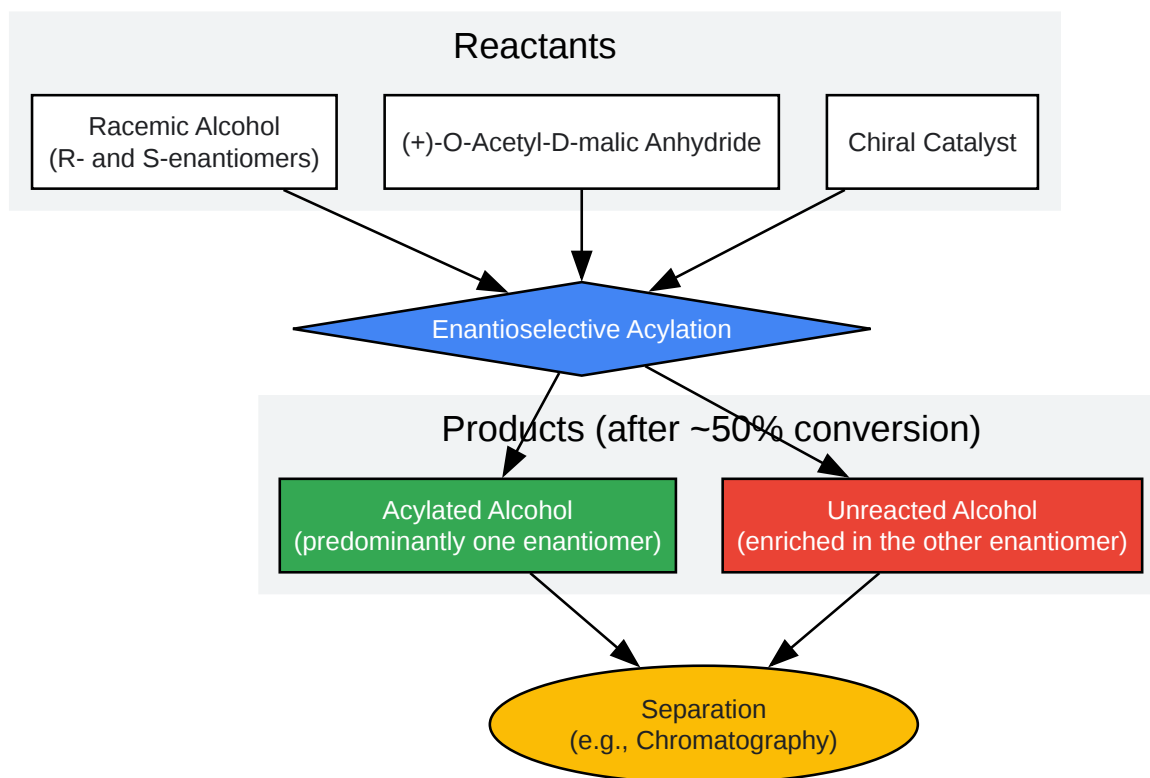 Reactants
Racemic Alcohol
(R- and S-enantiomers)
(+)-O-Acetyl-D-malic Anhydride
Chiral Catalyst
Enantioselective Acylation
Products (after ~50% conversion)
Acylated Alcohol
(predominantly one enantiomer)
Unreacted Alcohol
(enriched in the other enantiomer)
Separation
(e.g., Chromatography)